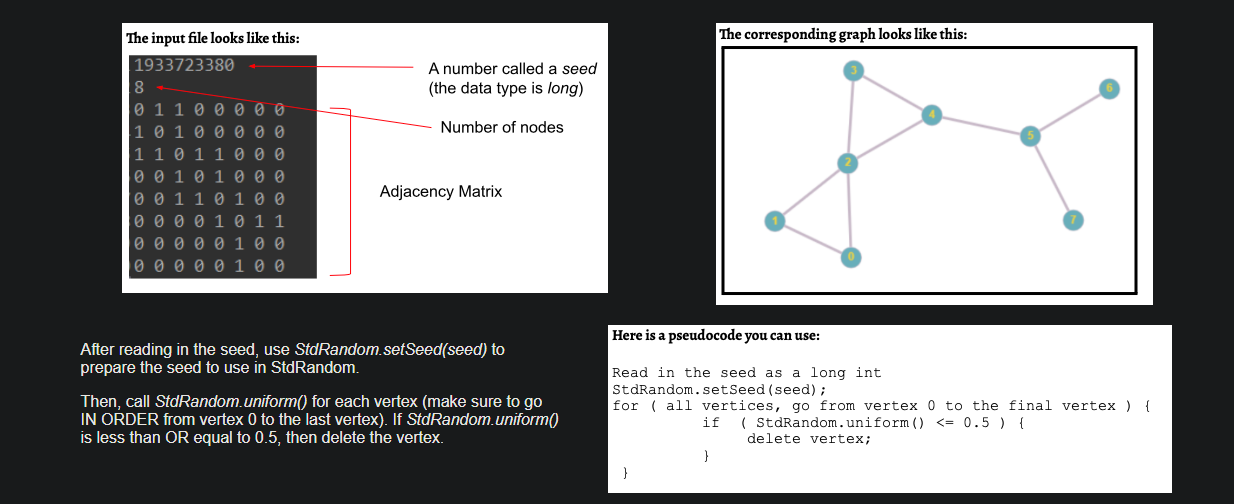 The input file looks like this:
1933723380
8
0 1 1 0 0 0 0 0
1 0 1 0 0 0 0 0
1 1 0 1 1 0 0 0
0 0 1 0 1 0 0 0
0 0 1 1 0 1 0 0
0 0 0 0 1 0 1 1
0 0 0 0 0 1 0 0
0 0 0 0 0 1 0 0
A number called a seed
(the data type is long)
Number of nodes
Adjacency Matrix
The corresponding graph looks like this:
3
6
4
5
2
1
7
0
After reading in the seed, use StdRandom.setSeed(seed) to
prepare the seed to use in StdRandom.
Then, call StdRandom.uniform() for each vertex (make sure to go
IN ORDER from vertex 0 to the last vertex). If StdRandom.uniform()
is less than OR equal to 0.5, then delete the vertex.
Here is a pseudocode you can use:
Read in the seed as a long int
StdRandom.setSeed(seed);
for ( all vertices, go from vertex 0 to the final vertex ) {
if ( StdRandom.uniform() <= 0.5 ) {
delete vertex;
}
}